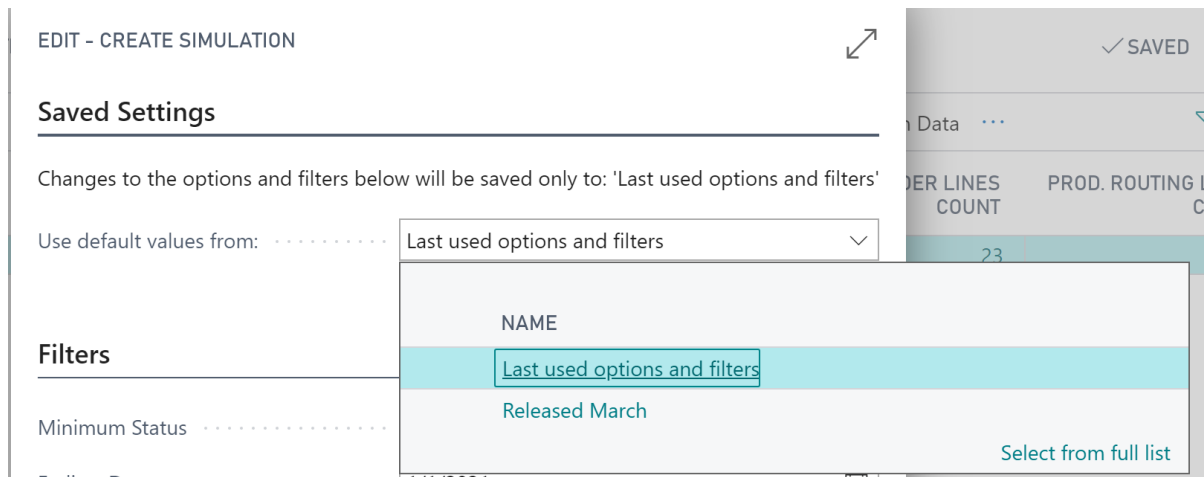 EDIT - CREATE SIMULATION
SAVED
Saved Settings
Data ...
Changes to the options and filters below will be saved only to: 'Last used options and filters'
LINES
COUNT
PROD. ROUTING
Use default values from:
Last used options and filters
23
NAME
Filters
Last used options and filters
Released March
Minimum Status
Select from full list